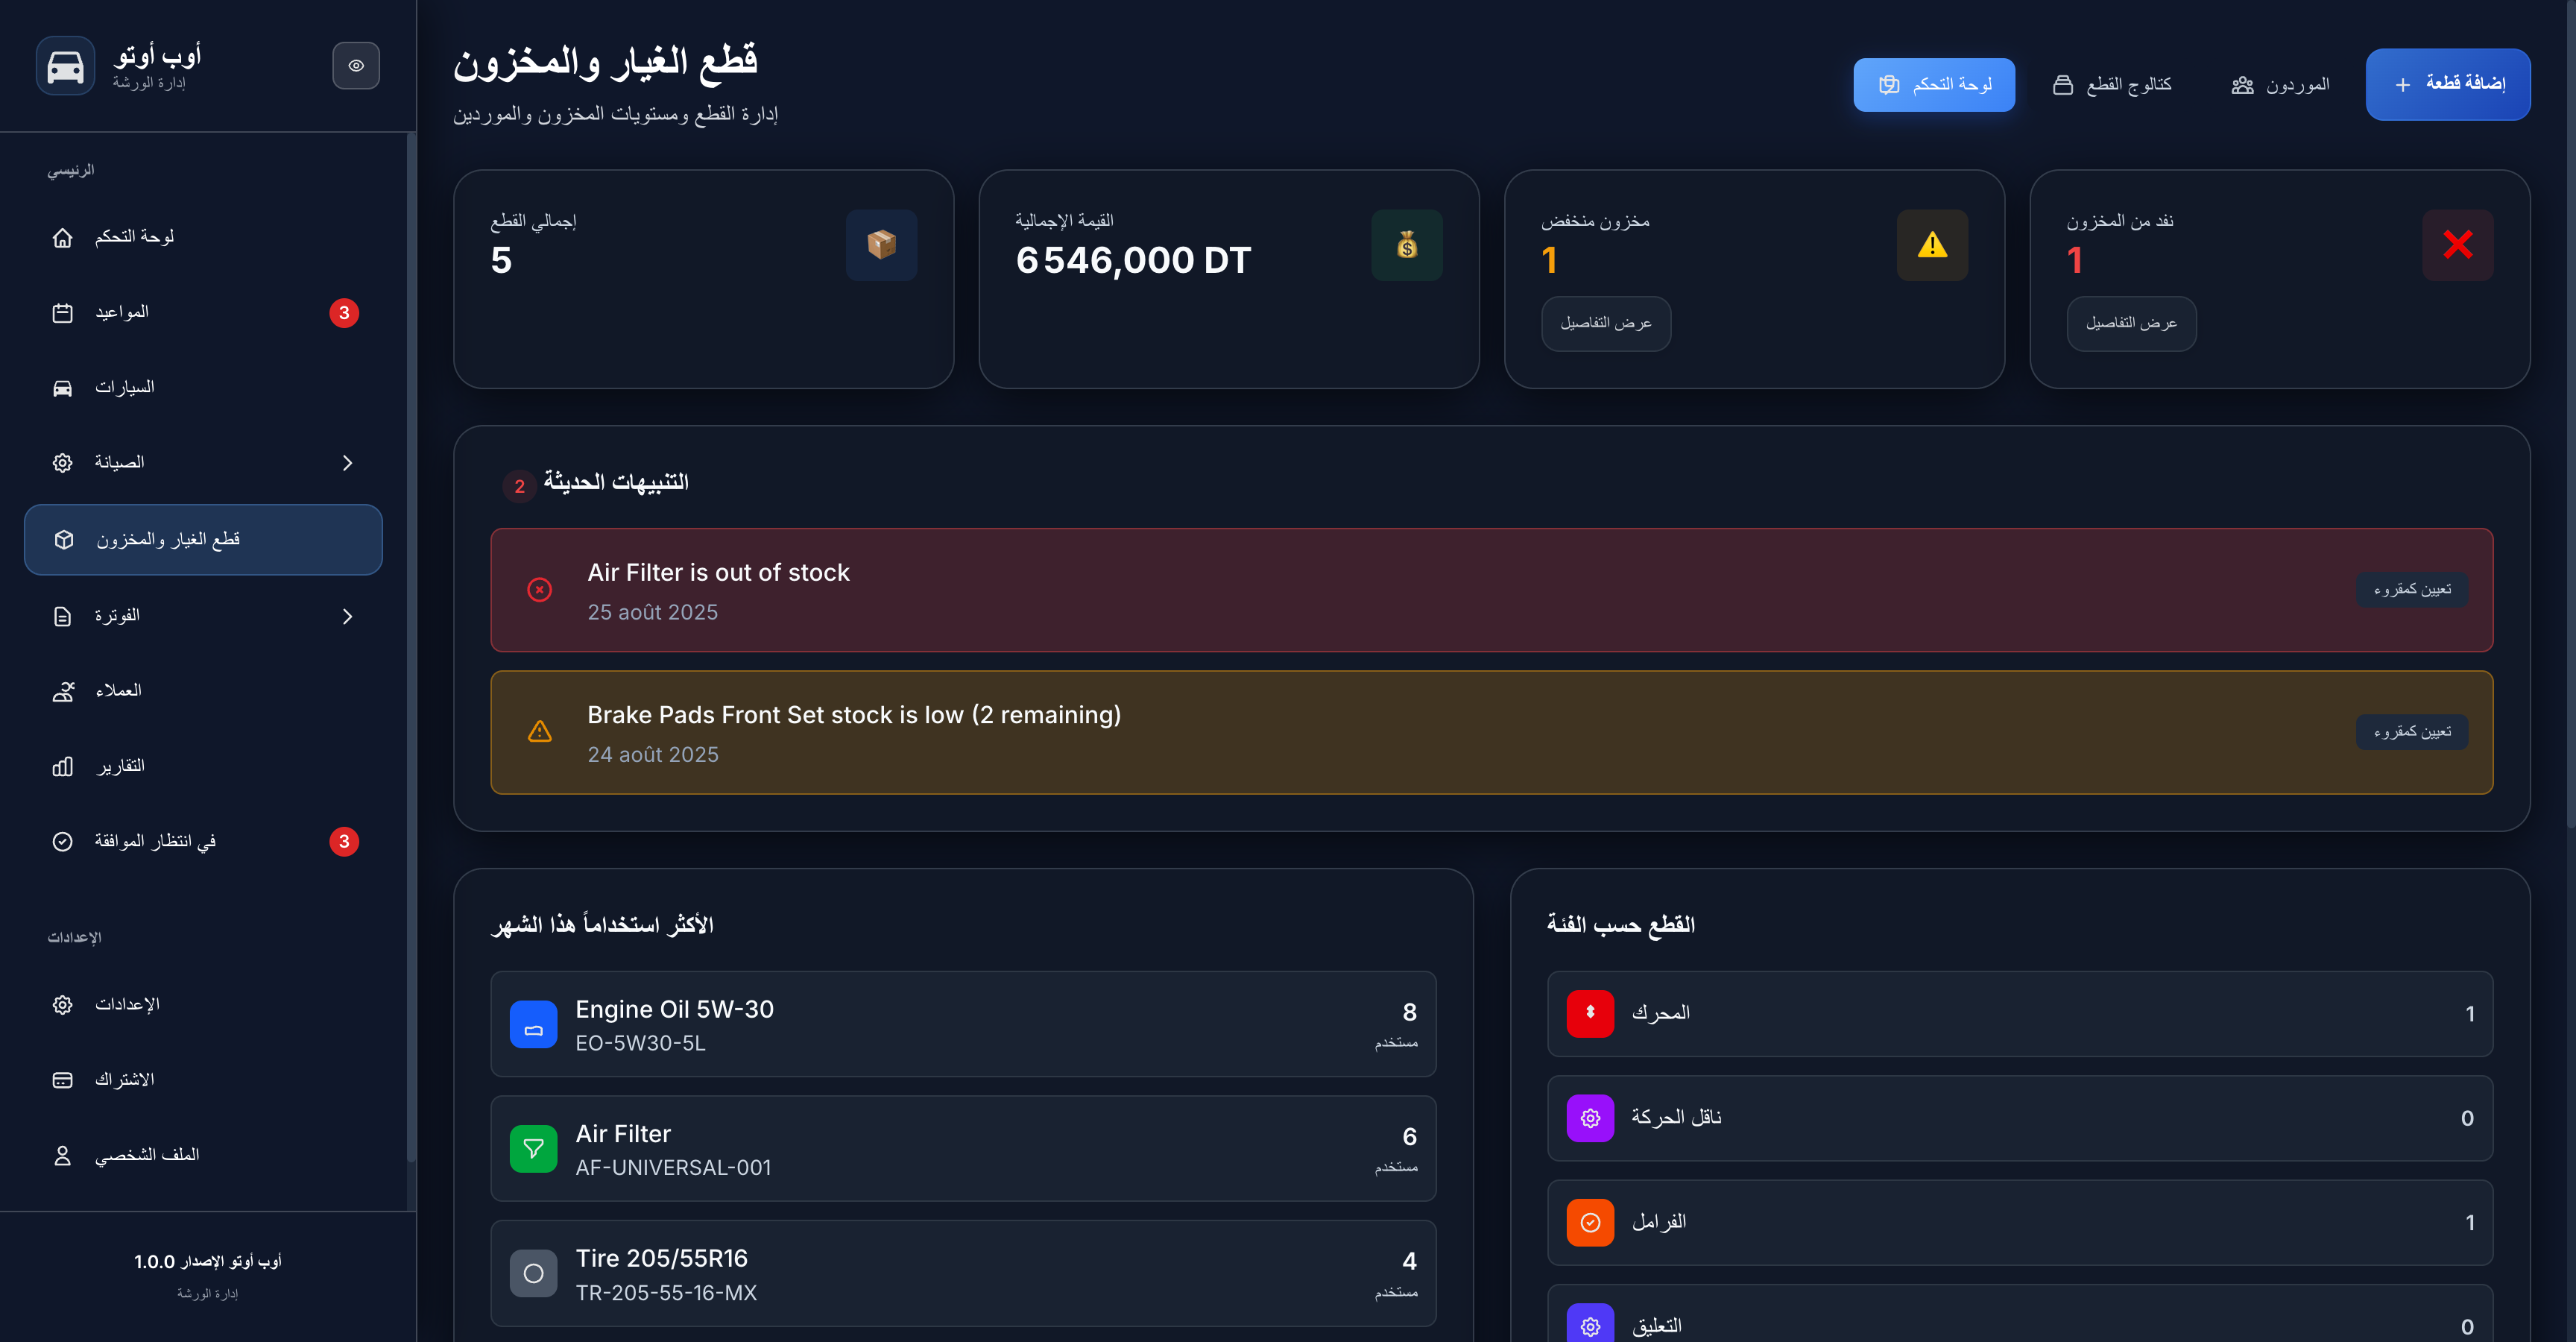 أوب أوتو
إدارة الورشة
الرئيسي
لوحة التحكم
المواعيد
3
السيارات
الصيانة
قطع الغيار والمخزون
الفوترة
العملاء
التقارير
في انتظار الموافقة
3
الإعدادات
الإعدادات
الاشتراك
الملف الشخصي
أوب أوتو الإصدار 1.0.0
إدارة الورشة
قطع الغيار والمخزون
إدارة القطع ومستويات المخزون والموردين
لوحة التحكم
كتالوج القطع
الموردون
إضافة قطعة
إجمالي القطع
5
القيمة الإجمالية
6 546,000 DT
مخزون منخفض
1
عرض التفاصيل
نفد من المخزون
1
عرض التفاصيل
التنبيهات الحديثة 2
Air Filter is out of stock
25 août 2025
تعيين كمقروء
Brake Pads Front Set stock is low (2 remaining)
24 août 2025
تعيين كمقروء
الأكثر استخداماً هذا الشهر
Engine Oil 5W-30
EO-5W30-5L
8
مستخدم
Air Filter
AF-UNIVERSAL-001
6
مستخدم
Tire 205/55R16
TR-205-55-16-MX
4
مستخدم
القطع حسب الفئة
المحرك
1
ناقل الحركة
0
الفرامل
1
التعليق
0